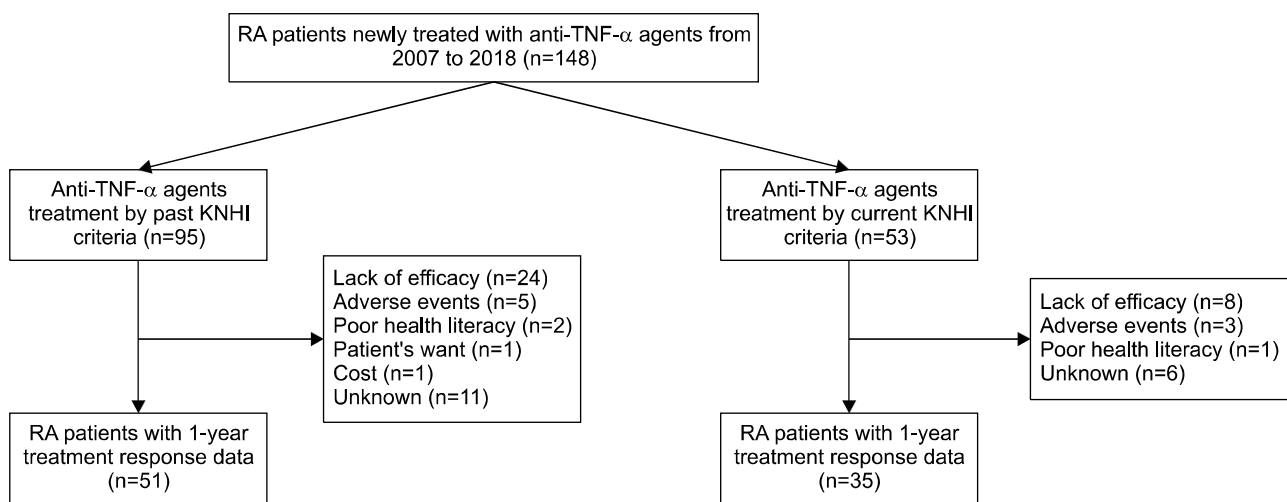 RA patients newly treated with anti-TNF-α agents from
2007 to 2018 (n=148)
Anti-TNF-α agents
treatment by past KNHI
criteria (n=95)
Anti-TNF-α agents
treatment by current KNHI
criteria (n=53)
Lack of efficacy (n=24)
Adverse events (n=5)
Poor health literacy (n=2)
Patient's want (n=1)
Cost (n=1)
Unknown (n=11)
Lack of efficacy (n=8)
Adverse events (n=3)
Poor health literacy (n=1)
Unknown (n=6)
RA patients with 1-year
treatment response data
(n=51)
RA patients with 1-year
treatment response data
(n=35)